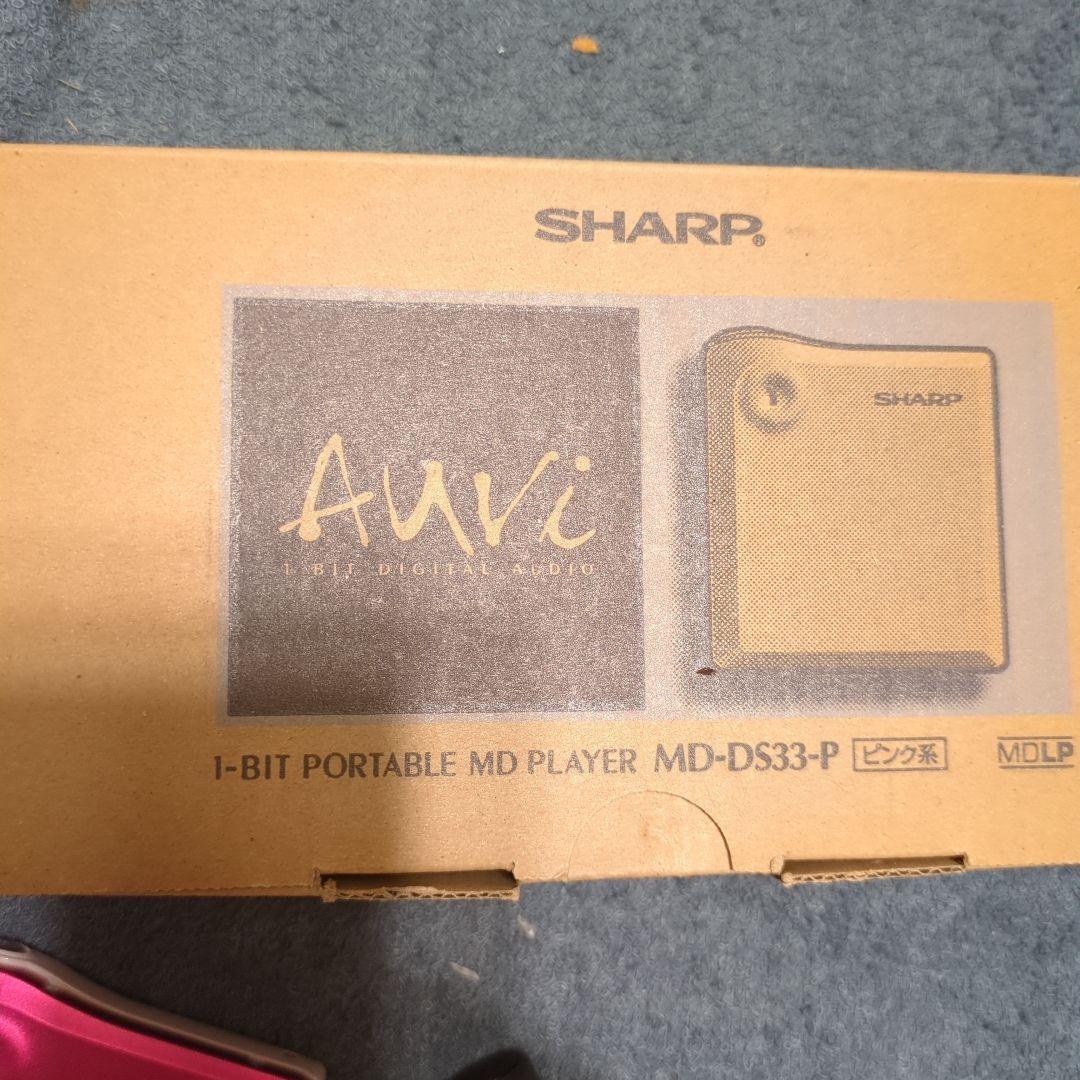 SHARP®
SHARP
Auvi
1 BIT DIGITAL AUDIO
1-BIT PORTABLE MD PLAYER MD-DS33-P ピンク系 MDLP